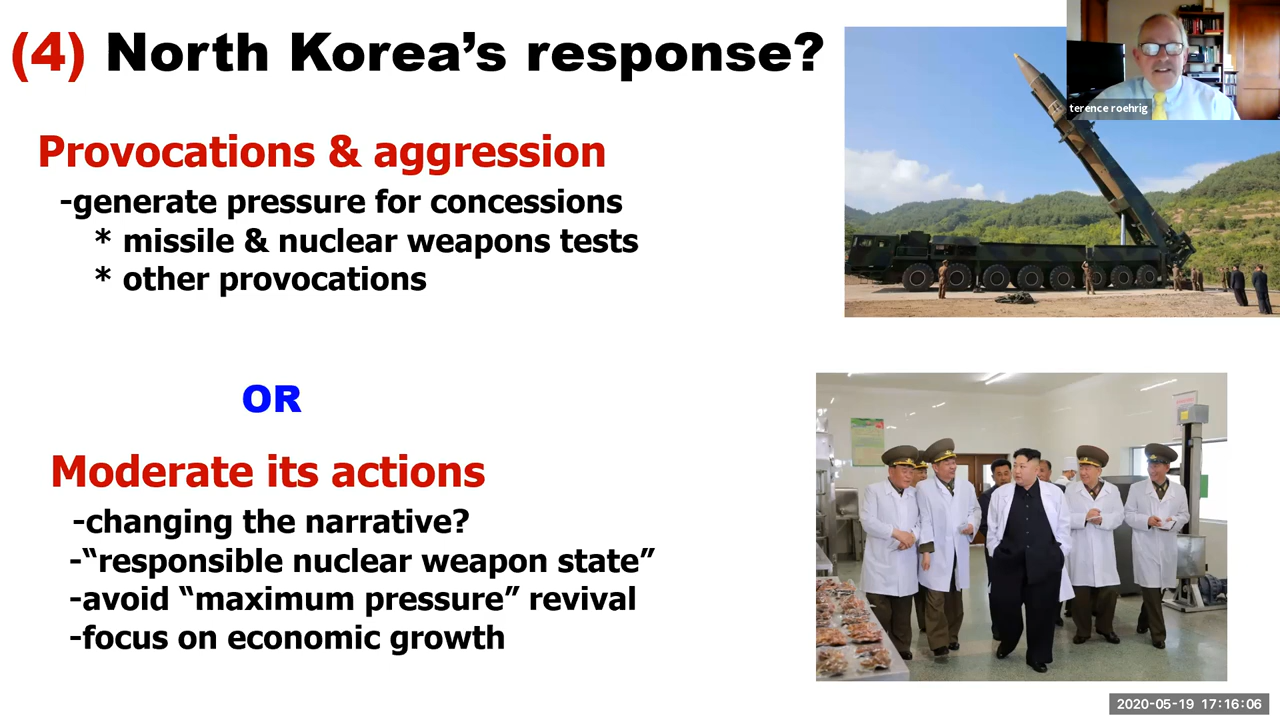 (4) North Korea’s response?
terence roehrig
Provocations & aggression
-generate pressure for concessions
* missile & nuclear weapons tests
* other provocations
OR
Moderate its actions
-changing the narrative?
-“responsible nuclear weapon state”
-avoid “maximum pressure” revival
-focus on economic growth
2020-05-19 17:16:06